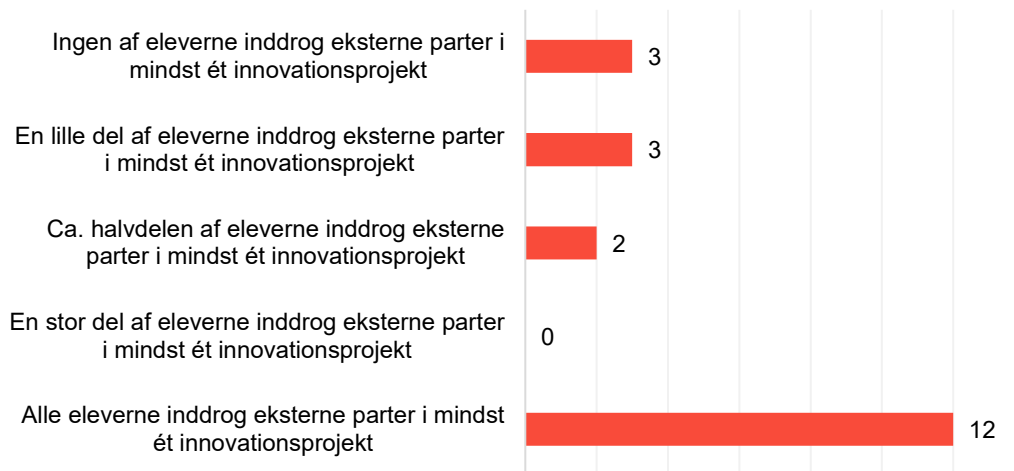 Ingen af eleverne inddrog eksterne parter i
mindst ét innovationsprojekt
3
En lille del af eleverne inddrog eksterne parter
i mindst ét innovationsprojekt
3
Ca. halvdelen af eleverne inddrog eksterne
parter i mindst ét innovationsprojekt
2
En stor del af eleverne inddrog eksterne parter
i mindst ét innovationsprojekt
0
Alle eleverne inddrog eksterne parter i mindst
ét innovationsprojekt
12